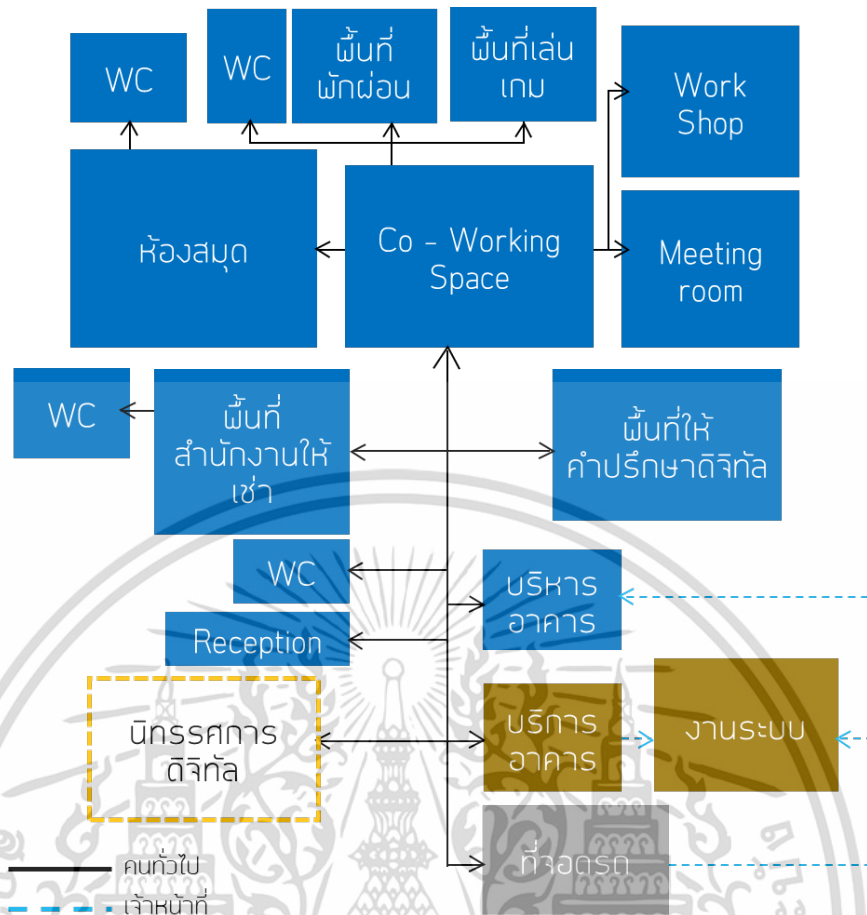 WC
WC
พื้นที่
พักผ่อน
พื้นที่เล่น
เกม
Work
Shop
ห้องสมุด
Co - Working
Space
Meeting
room
WC
พื้นที่
สำนักงานให้
เช่า
พื้นที่ให้
คำปรึกษาดิจิทัล
WC
บริหาร
อาคาร
Reception
นิทรรศการ
ดิจิทัล
บริการ
อาคาร
งานระบบ
ที่จอดรถ
คนทั่วไป
เจ้าหน้าที่